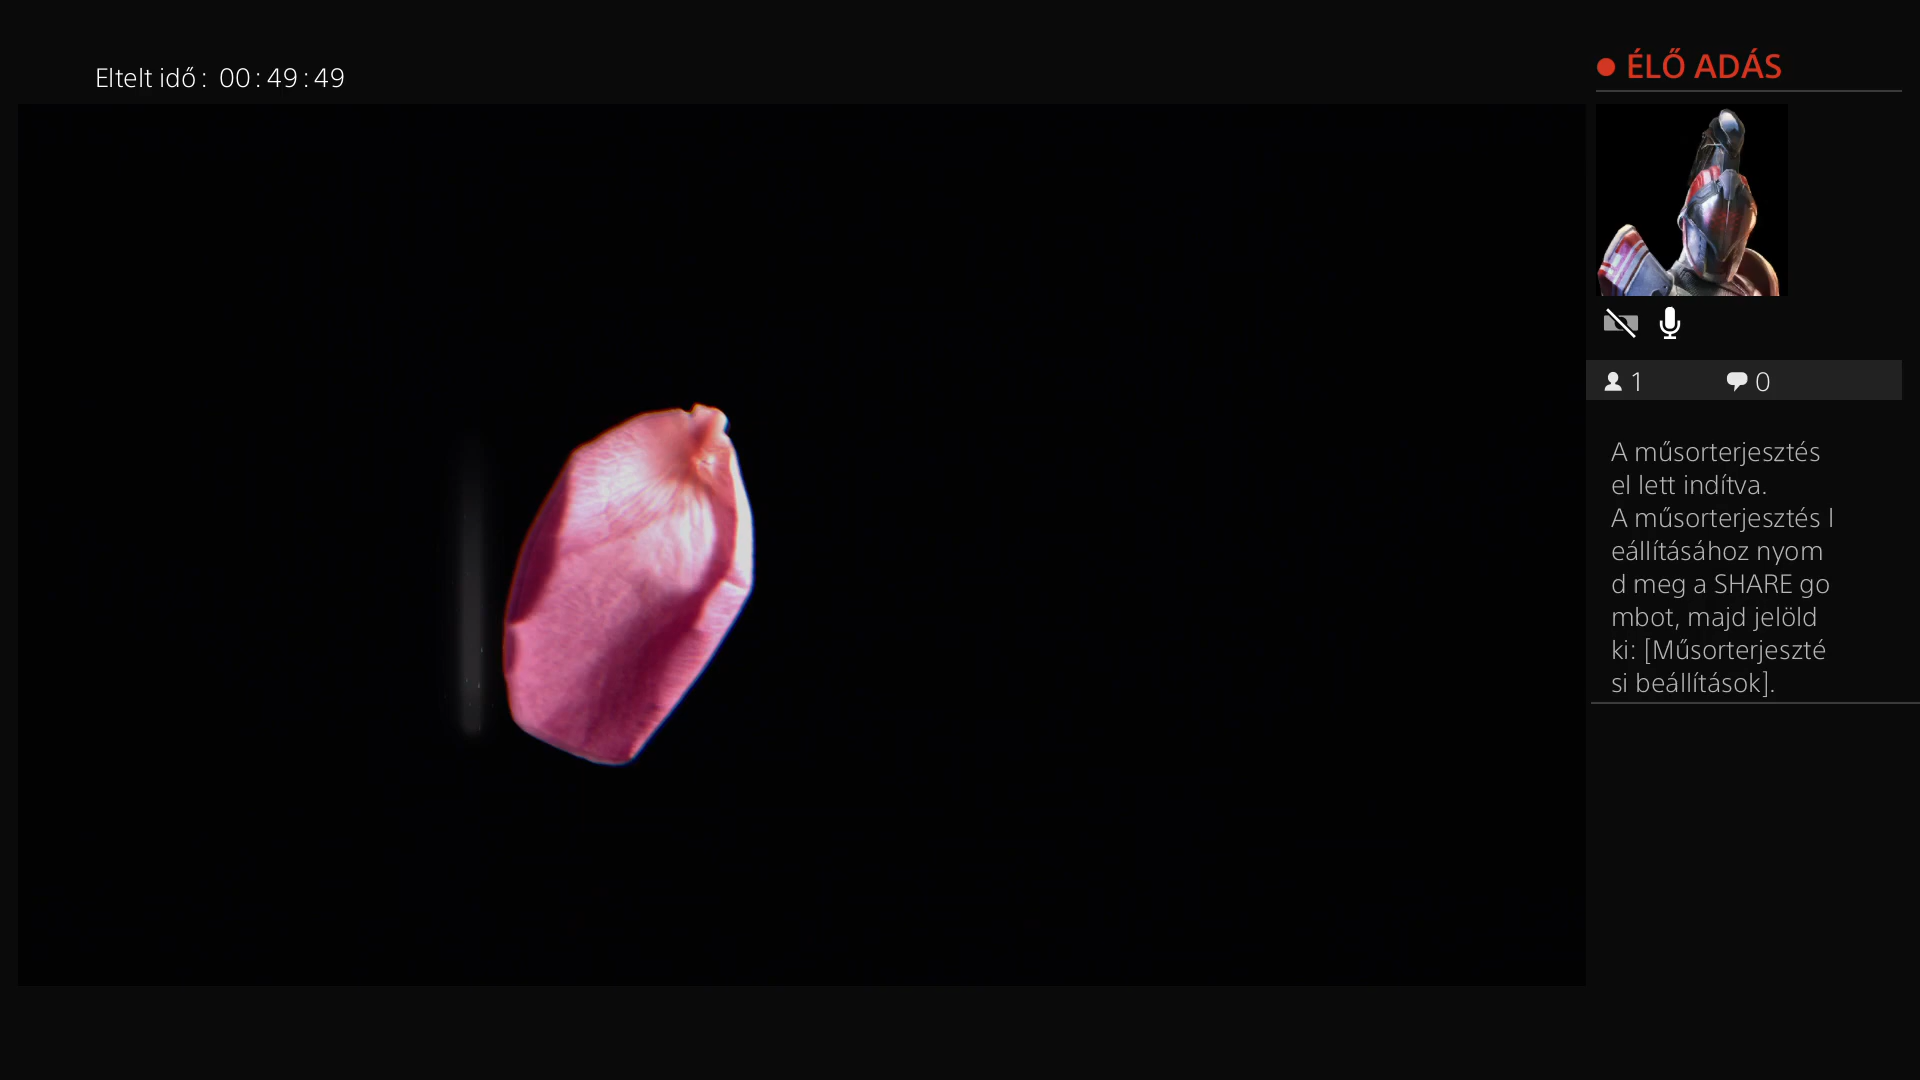 Eltelt idő : 00 : 49 : 49
ÉLŐ ADÁS
1 0
A műsorterjesztés
el lett indítva.
A műsorterjesztés l
eállításához nyom
d meg a SHARE go
mbot, majd jelöld
ki: [Műsorterjeszté
si beállítások].